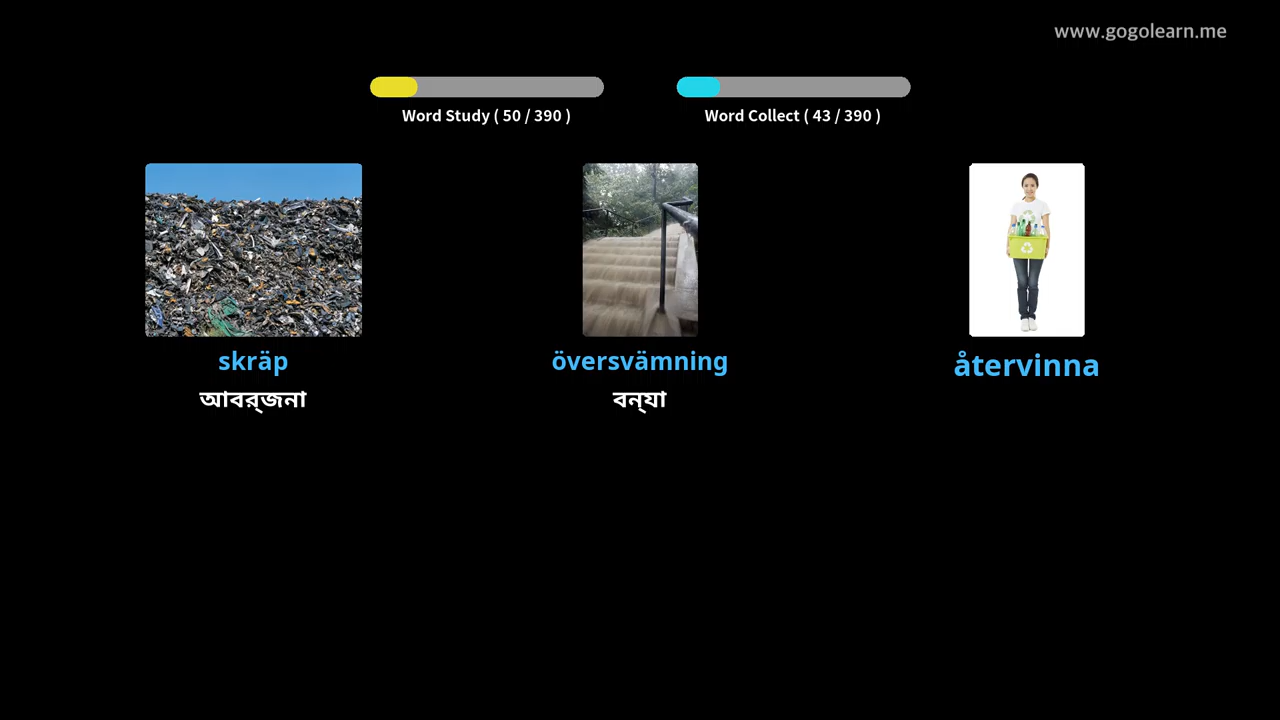 www.gogolearn.me
Word Study ( 50 / 390 )
Word Collect ( 43 / 390 )
skräp
översvämning
återvinna
আবর্জনা
বন্যা